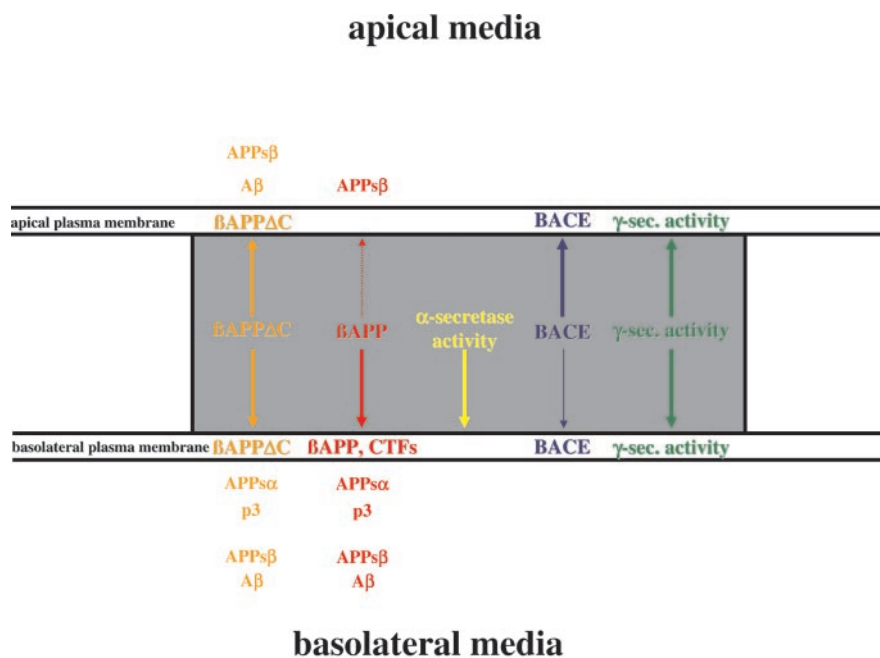 apical media
APPsβ
Aβ APPsβ
apical plasma membrane ßAPPΔC BACE γ-sec. activity
ßAPPΔC ßAPP α-secretase activity BACE γ-sec. activity
basolateral plasma membrane ßAPPΔC ßAPP, CTFs BACE γ-sec. activity
APPsα APPsα
p3 p3
APPsβ APPsβ
Aβ Aβ
basolateral media